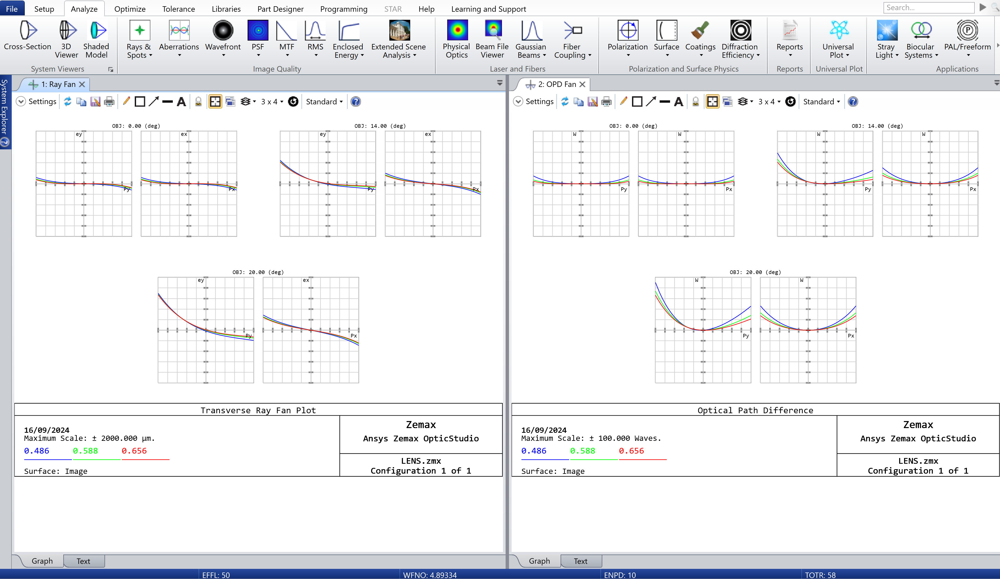 File Setup Analyze Optimize Tolerance Libraries Part Designer Programming STAR Help Learning and Support Search...
Cross-Section 3D Viewer Shaded Model Rays & Spots Aberrations Wavefront PSF MTF RMS Enclosed Energy Extended Scene Analysis Physical Optics Beam File Viewer Gaussian Beams Fiber Coupling Polarization Surface Coatings Diffraction Efficiency Reports Universal Plot Stray Light Biocular Systems PAL/Freeform
System Viewers Image Quality Laser and Fibers Polarization and Surface Physics Reports Universal Plot Applications
System Explorer
1: Ray Fan
Settings 3 x 4 Standard
OBJ: 0.00 (deg) OBJ: 14.00 (deg)
ey ex ey ex
Py Px Py Px
OBJ: 20.00 (deg)
ey ex
Py Px
Transverse Ray Fan Plot
16/09/2024
Maximum Scale: ± 2000.000 µm.
0.486 0.588 0.656
Surface: Image
Zemax
Ansys Zemax OpticStudio
LENS.zmx
Configuration 1 of 1
Graph Text
2: OPD Fan
Settings 3 x 4 Standard
OBJ: 0.00 (deg) OBJ: 14.00 (deg)
W W W W
Py Px Py Px
OBJ: 20.00 (deg)
W W
Py Px
Optical Path Difference
16/09/2024
Maximum Scale: ± 100.000 Waves.
0.486 0.588 0.656
Surface: Image
Zemax
Ansys Zemax OpticStudio
LENS.zmx
Configuration 1 of 1
Graph Text
EFFL: 50 WFNO: 4.89334 ENPD: 10 TOTR: 58